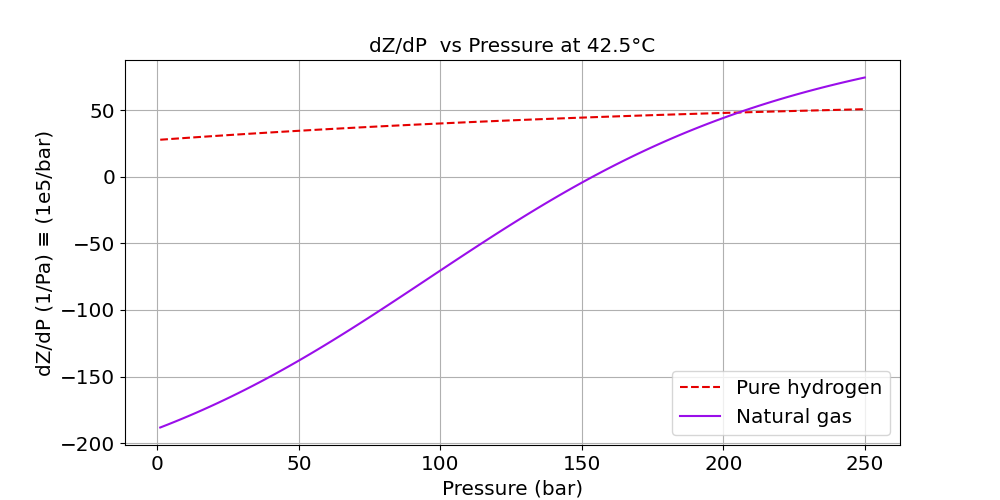 dZ/dP  vs Pressure at 42.5°C
dZ/dP (1/Pa) ≡ (1e5/bar)
50
0
−50
−100
−150
−200
Pure hydrogen
Natural gas
0 50 100 150 200 250
Pressure (bar)